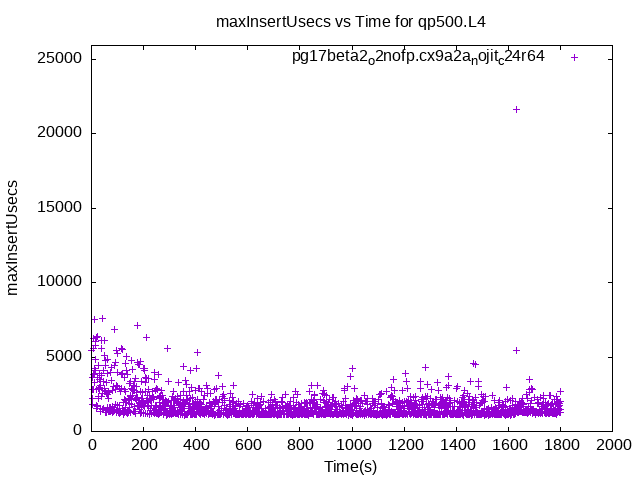 maxInsertUsecs vs Time for qp500.L4
pg17beta2o2nofp.cx9a2anojitc24r64
25000
20000
15000
10000
5000
0
maxInsertUsecs
0 200 400 600 800 1000 1200 1400 1600 1800 2000
Time(s)